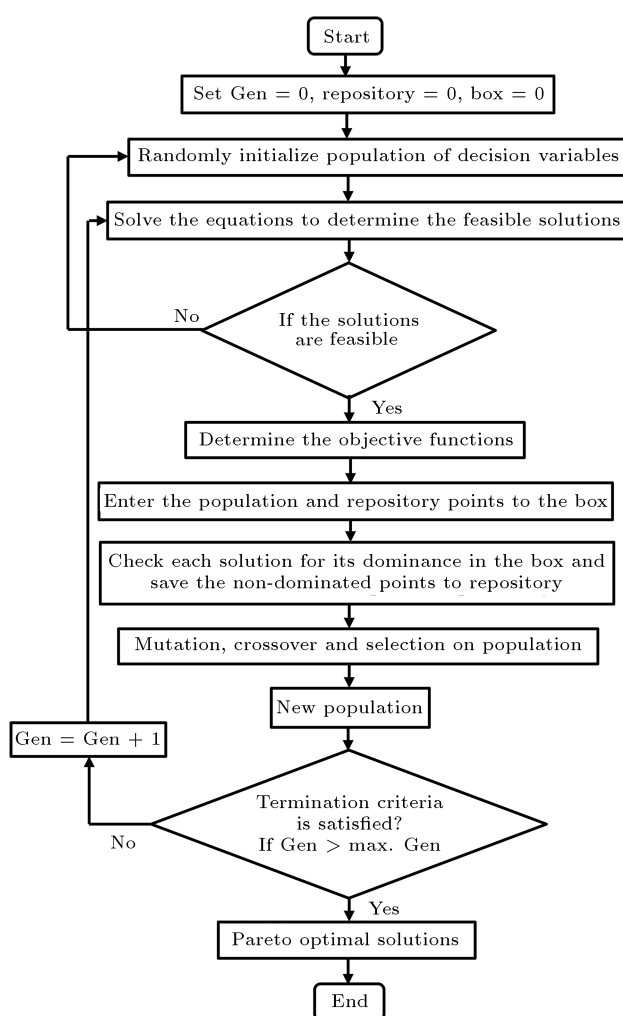 Start
Set Gen = 0, repository = 0, box = 0
Randomly initialize population of decision variables
Solve the equations to determine the feasible solutions
No
If the solutions
are feasible
Yes
Determine the objective functions
Enter the population and repository points to the box
Check each solution for its dominance in the box and
save the non-dominated points to repository
Mutation, crossover and selection on population
New population
Gen = Gen + 1
Termination criteria
is satisfied?
If Gen > max. Gen
No
Yes
Pareto optimal solutions
End